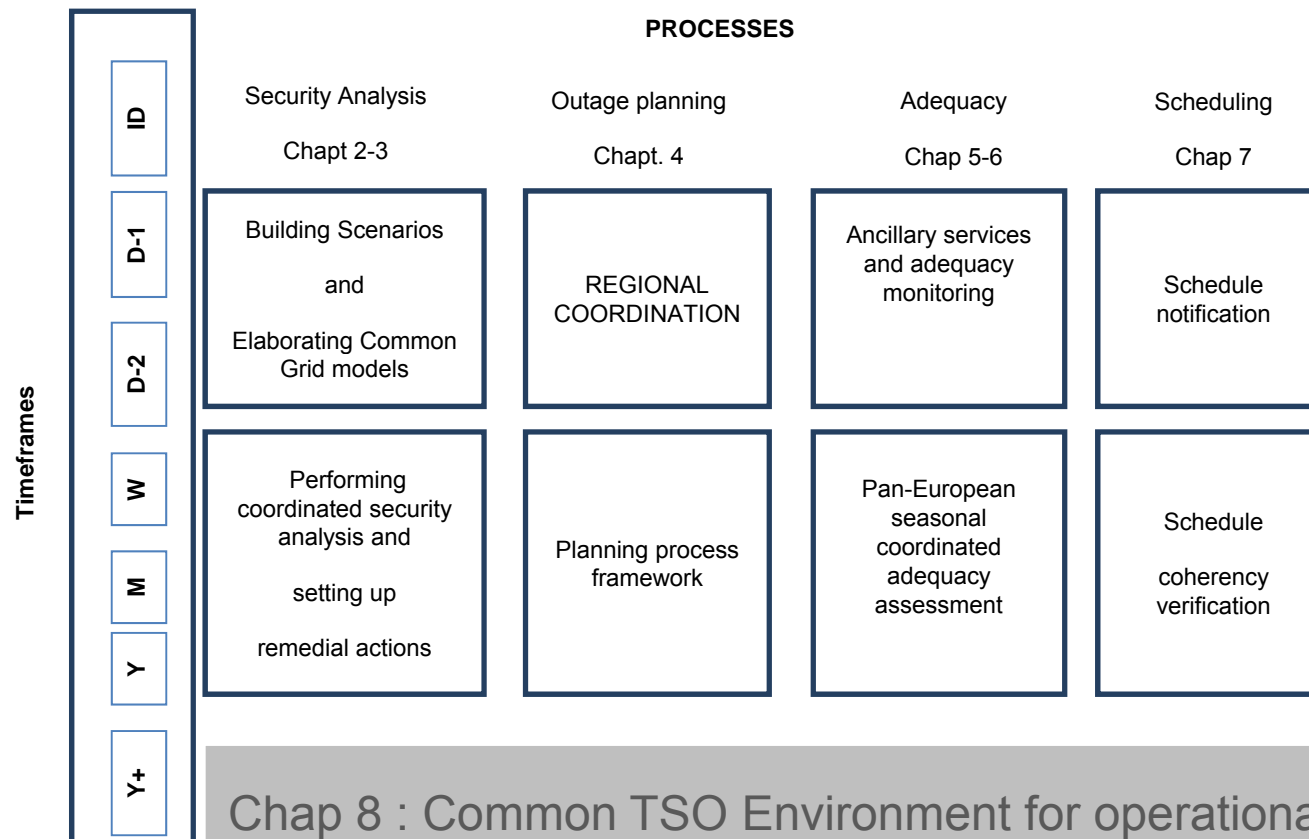 PROCESSES
Timeframes
ID
D-1
D-2
W
M
Y
Y+
Security Analysis
Chapt 2-3
Outage planning
Chapt. 4
Adequacy
Chap 5-6
Scheduling
Chap 7
Building Scenarios
and
Elaborating Common
Grid models
REGIONAL
COORDINATION
Ancillary services
and adequacy
monitoring
Schedule
notification
Performing
coordinated security
analysis and
setting up
remedial actions
Planning process
framework
Pan-European
seasonal
coordinated
adequacy
assessment
Schedule
coherency
verification
Chap 8 : Common TSO Environment for operationa